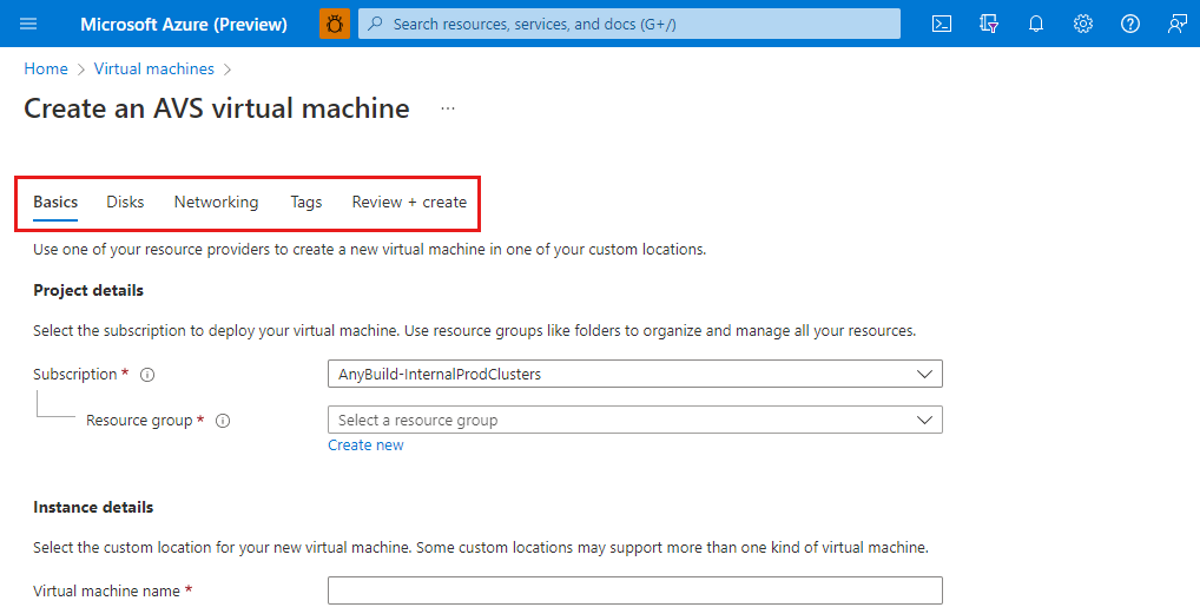 Microsoft Azure (Preview)
Search resources, services, and docs (G+/)
Home > Virtual machines >
Create an AVS virtual machine ...
Basics Disks Networking Tags Review + create
Use one of your resource providers to create a new virtual machine in one of your custom locations.
Project details
Select the subscription to deploy your virtual machine. Use resource groups like folders to organize and manage all your resources.
Subscription * AnyBuild-InternalProdClusters
Resource group * Select a resource group
Create new
Instance details
Select the custom location for your new virtual machine. Some custom locations may support more than one kind of virtual machine.
Virtual machine name *